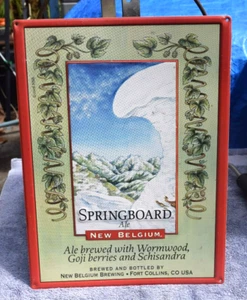 SPRINGBOARD
Ale
NEW BELGIUM
Ale brewed with Wormwood,
Goji berries and Schisandra
BREWED AND BOTTLED BY
NEW BELGIUM BREWING • FORT COLLINS, CO USA